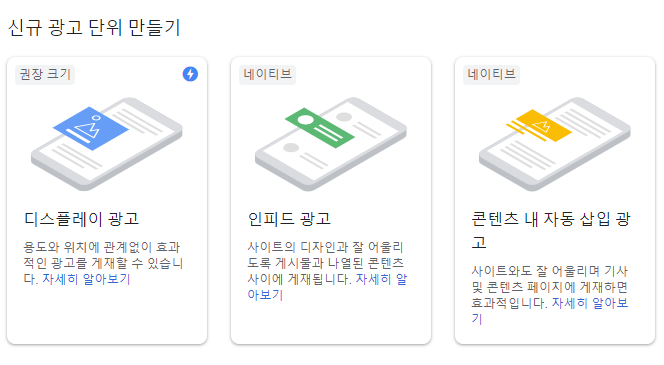 신규 광고 단위 만들기
권장 크기
디스플레이 광고
용도와 위치에 관계없이 효과
적인 광고를 게재할 수 있습니
다. 자세히 알아보기
네이티브
인피드 광고
사이트의 디자인과 잘 어울리
도록 게시물과 나열된 콘텐츠
사이에 게재됩니다. 자세히 알
아보기
네이티브
콘텐츠 내 자동 삽입 광
고
사이트와도 잘 어울리며 기사
및 콘텐츠 페이지에 게재하면
효과적입니다. 자세히 알아보
기